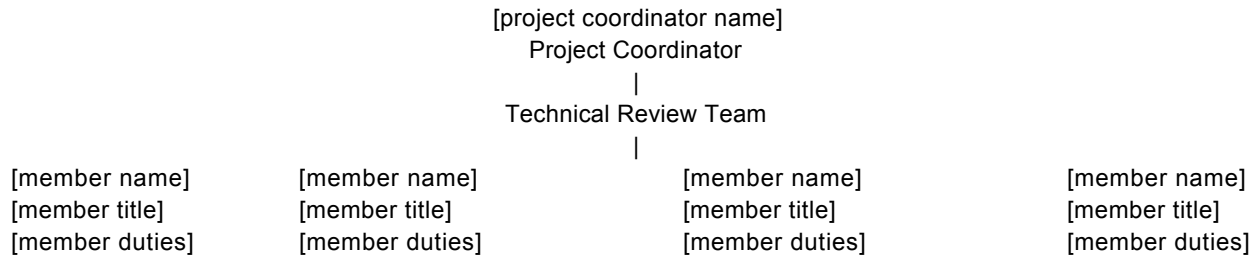 [project coordinator name]
Project Coordinator
|
Technical Review Team
|
[member name] [member name] [member name] [member name]
[member title] [member title] [member title] [member title]
[member duties] [member duties] [member duties] [member duties]